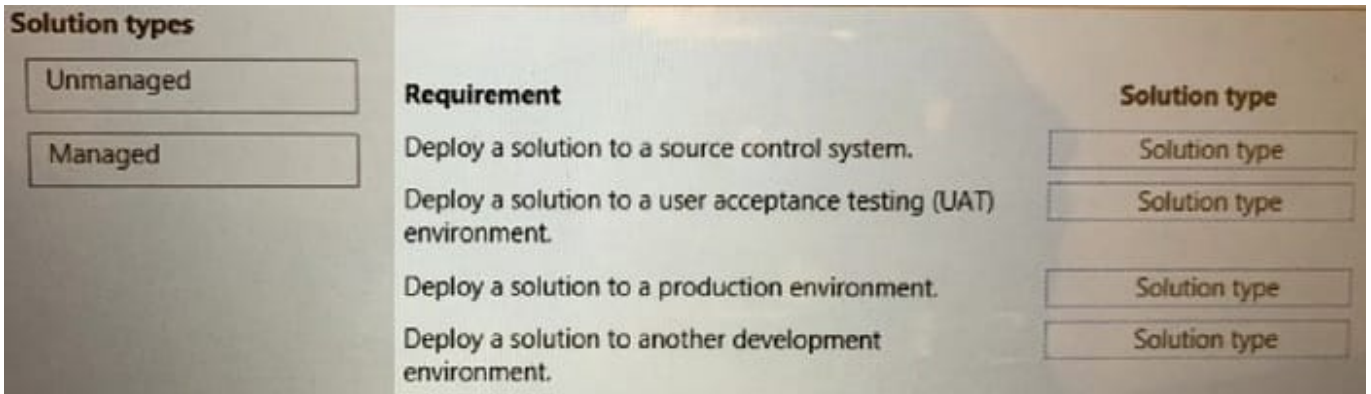 Solution types
Unmanaged
Managed
Requirement Solution type
Deploy a solution to a source control system. Solution type
Deploy a solution to a user acceptance testing (UAT) Solution type
environment.
Deploy a solution to a production environment. Solution type
Deploy a solution to another development Solution type
environment.